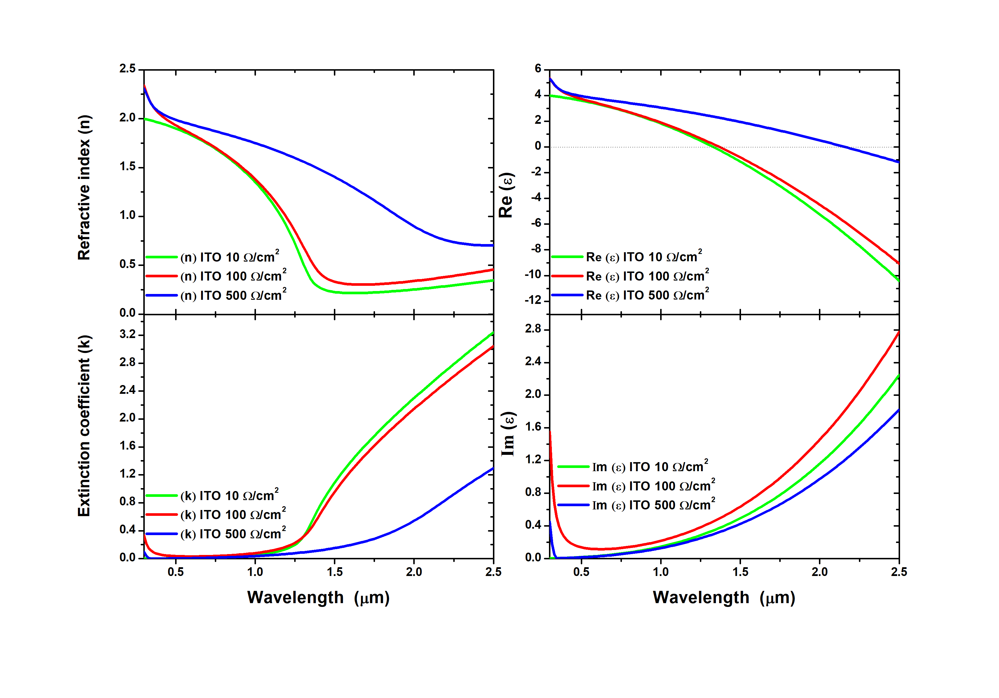 Refractive index (n)
2.5
2.0
1.5
1.0
0.5
0.0
(n) ITO 10 Ω/cm²
(n) ITO 100 Ω/cm²
(n) ITO 500 Ω/cm²
Re (ε)
6
4
2
0
-2
-4
-6
-8
-10
-12
Re (ε) ITO 10 Ω/cm²
Re (ε) ITO 100 Ω/cm²
Re (ε) ITO 500 Ω/cm²
Extinction coefficient (k)
3.2
2.8
2.4
2.0
1.6
1.2
0.8
0.4
0.0
(k) ITO 10 Ω/cm²
(k) ITO 100 Ω/cm²
(k) ITO 500 Ω/cm²
0.5 1.0 1.5 2.0 2.5
Wavelength (μm)
Im (ε)
2.8
2.4
2.0
1.6
1.2
0.8
0.4
0.0
Im (ε) ITO 10 Ω/cm²
Im (ε) ITO 100 Ω/cm²
Im (ε) ITO 500 Ω/cm²
0.5 1.0 1.5 2.0 2.5
Wavelength (μm)